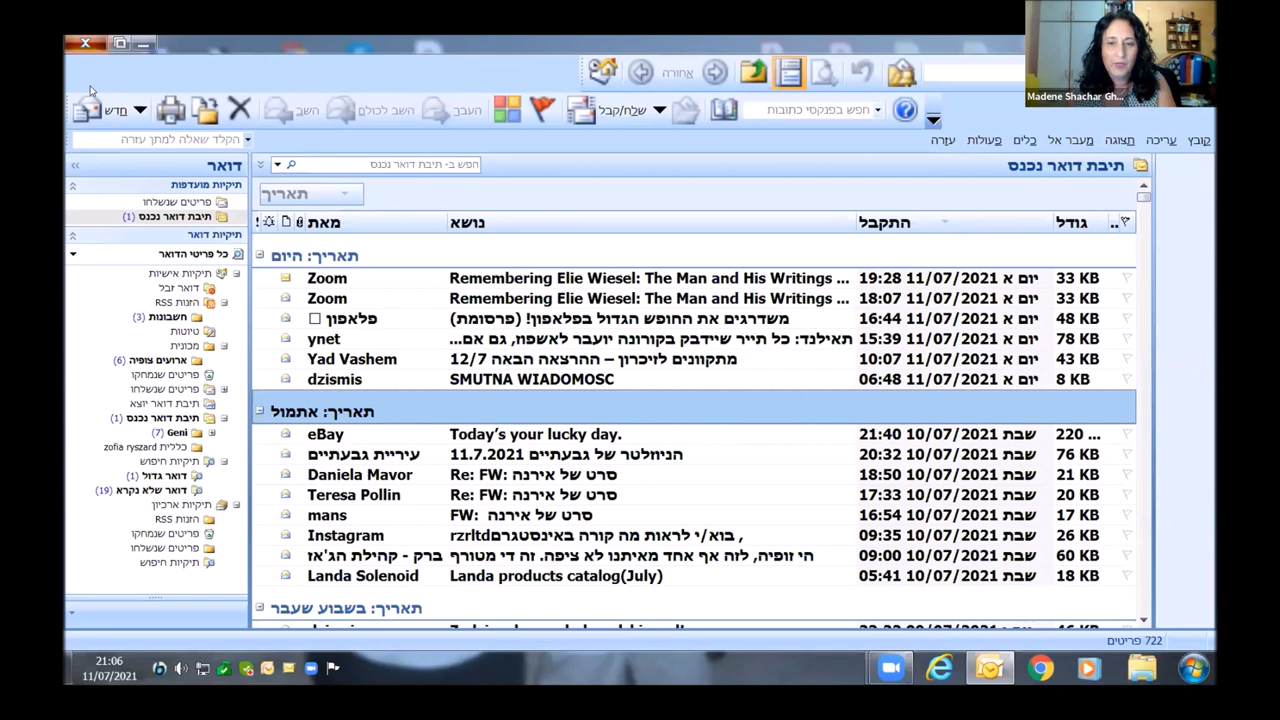 Madene Shachar Gh...
אחורה
חדש
השב
השב לכולם
העבר
שלח/קבל
חפש בפנקסי כתובות
הקלד שאלה למתן עזרה
קובץ עריכה תצוגה מעבר אל כלים פעולות עזרה
דואר
תיקיות מועדפות
פריטים שנשלחו
תיבת דואר נכנס (1)
תיקיות דואר
כל פריטי הדואר
תיקיות אישיות
דואר זבל
הזנות RSS
חשבונות (3)
טיוטות
מכונית
ארועים צופיה (6)
פריטים שנמחקו
פריטים שנשלחו
תיבת דואר יוצא
תיבת דואר נכנס (1)
Geni (7)
כללית zofia ryszard
תיקיות חיפוש
דואר גדול (1)
דואר שלא נקרא (19)
תיקיות ארכיון
הזנות RSS
פריטים שנמחקו
פריטים שנשלחו
תיקיות חיפוש
תיבת דואר נכנס
חפש ב- תיבת דואר נכנס
תאריך
! מאת נושא התקבל גודל ..
תאריך: היום
Zoom Remembering Elie Wiesel: The Man and His Writings ... יום א 11/07/2021 19:28 33 KB
Zoom Remembering Elie Wiesel: The Man and His Writings ... יום א 11/07/2021 18:07 33 KB
פלאפון משדרגים את החופש הגדול בפלאפון! (פרסומת) יום א 11/07/2021 16:44 48 KB
ynet תאילנד: כל תייר שיידבק בקורונה יועבר לאשפוז, גם אם... יום א 11/07/2021 15:39 78 KB
Yad Vashem מתקוונים לזיכרון – ההרצאה הבאה 12/7 יום א 11/07/2021 10:07 43 KB
dzismis SMUTNA WIADOMOSC יום א 11/07/2021 06:48 8 KB
תאריך: אתמול
eBay Today's your lucky day. שבת 10/07/2021 21:40 220 ...
עיריית גבעתיים הניוזלטר של גבעתיים 11.7.2021 שבת 10/07/2021 20:32 76 KB
Daniela Mavor Re: FW: סרט של אירנה שבת 10/07/2021 18:50 21 KB
Teresa Pollin Re: FW: סרט של אירנה שבת 10/07/2021 17:33 20 KB
mans FW: סרט של אירנה שבת 10/07/2021 16:54 17 KB
Instagram rzrltdבוא/י לראות מה קורה באינסטגרם , שבת 10/07/2021 09:35 26 KB
ברק - קהילת הג'אז הי זופיה, לזה אף אחד מאיתנו לא ציפה. זה די מטורף שבת 10/07/2021 09:00 60 KB
Landa Solenoid Landa products catalog(July) שבת 10/07/2021 05:41 18 KB
תאריך: בשבוע שעבר
722 פריטים
21:06
11/07/2021